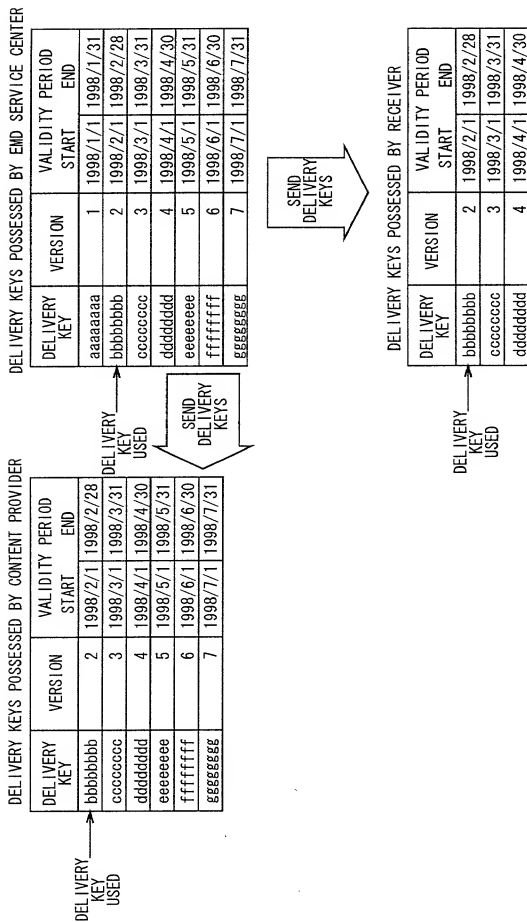 DELIVERY KEYS POSSESSED BY CONTENT PROVIDER
DELIVERY KEY VERSION VALIDITY PERIOD START END
bbbbbbbb 2 1998/2/1 1998/2/28
cccccccc 3 1998/3/1 1998/3/31
dddddddd 4 1998/4/1 1998/4/30
eeeeeeee 5 1998/5/1 1998/5/31
ffffffff 6 1998/6/1 1998/6/30
gggggggg 7 1998/7/1 1998/7/31
DELIVERY
KEY
USED
SEND
DELIVERY
KEYS
DELIVERY KEYS POSSESSED BY EMD SERVICE CENTER
DELIVERY KEY VERSION VALIDITY PERIOD START END
aaaaaaaa 1 1998/1/1 1998/1/31
bbbbbbbb 2 1998/2/1 1998/2/28
cccccccc 3 1998/3/1 1998/3/31
dddddddd 4 1998/4/1 1998/4/30
eeeeeeee 5 1998/5/1 1998/5/31
ffffffff 6 1998/6/1 1998/6/30
gggggggg 7 1998/7/1 1998/7/31
DELIVERY
KEY
USED
SEND
DELIVERY
KEYS
DELIVERY KEYS POSSESSED BY RECEIVER
DELIVERY KEY VERSION VALIDITY PERIOD START END
bbbbbbbb 2 1998/2/1 1998/2/28
cccccccc 3 1998/3/1 1998/3/31
dddddddd 4 1998/4/1 1998/4/30
DELIVERY
KEY
USED